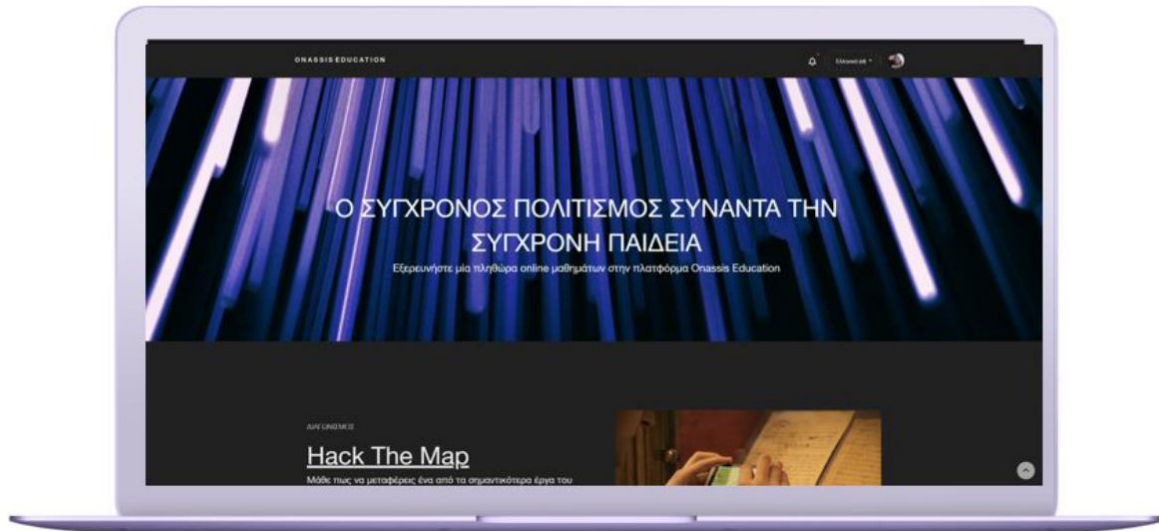 ONASSIS EDUCATION
Ελληνικά
Ο ΣΥΓΧΡΟΝΟΣ ΠΟΛΙΤΙΣΜΟΣ ΣΥΝΑΝΤΑ ΤΗΝ
ΣΥΓΧΡΟΝΗ ΠΑΙΔΕΙΑ
Εξερευνήστε μία πληθώρα online μαθημάτων στην πλατφόρμα Onassis Education
ΔΙΑΓΩΝΙΣΜΟΣ
Hack The Map
Μάθε πως να μεταφέρεις ένα από τα σημαντικότερα έργα του